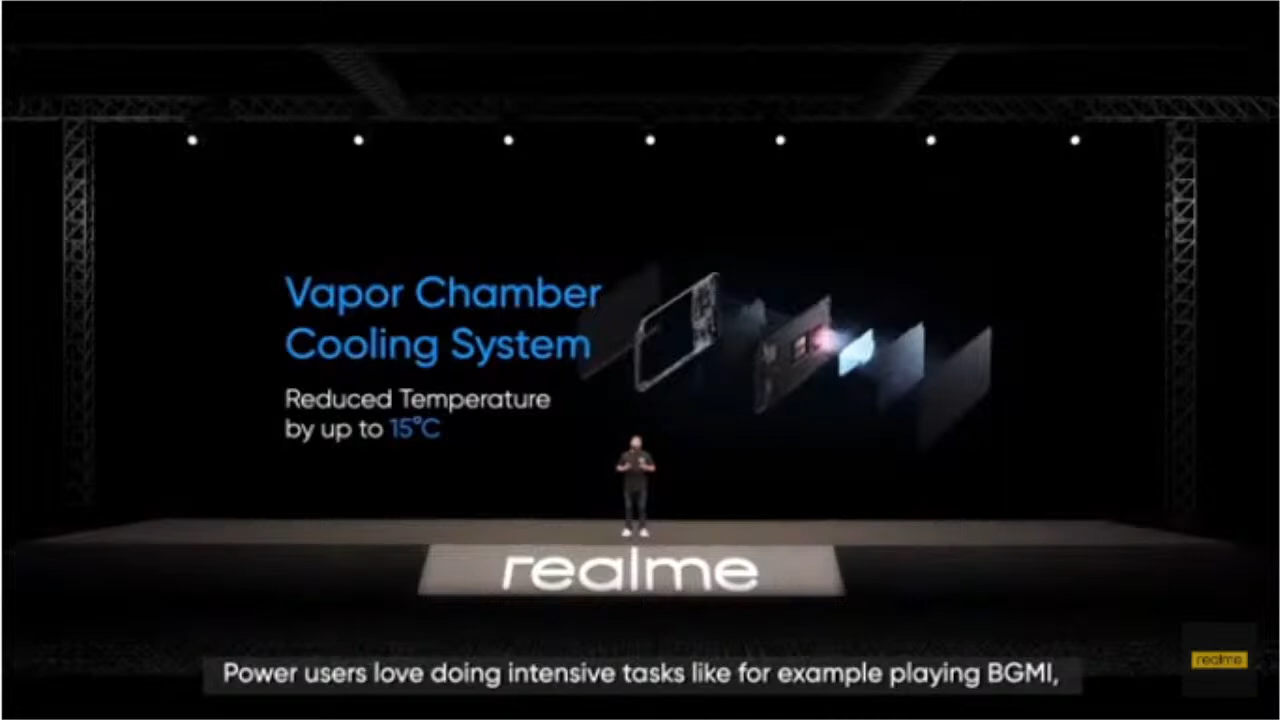 Vapor Chamber
Cooling System
Reduced Temperature
by up to 15°C
realme
realme
Power users love doing intensive tasks like for example playing BGMI,